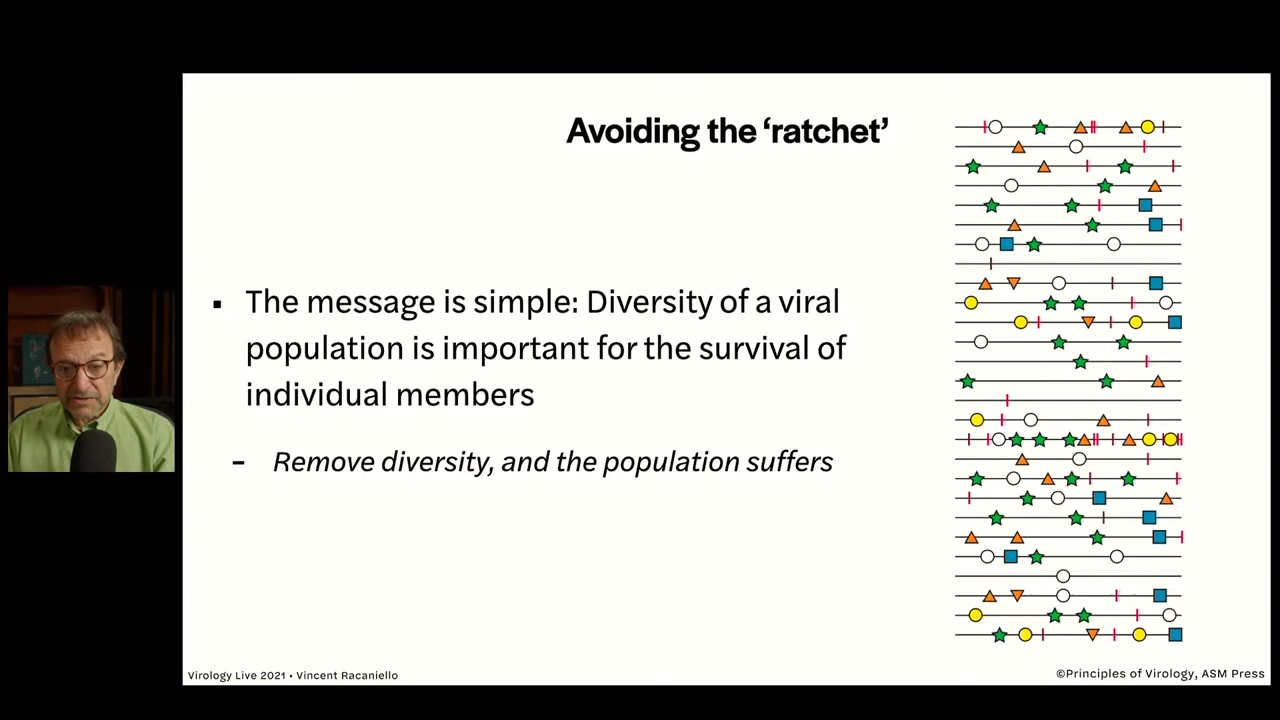 Avoiding the ‘ratchet’
▪ The message is simple: Diversity of a viral
population is important for the survival of
individual members
– Remove diversity, and the population suffers
Virology Live 2021 • Vincent Racaniello
©Principles of Virology, ASM Press